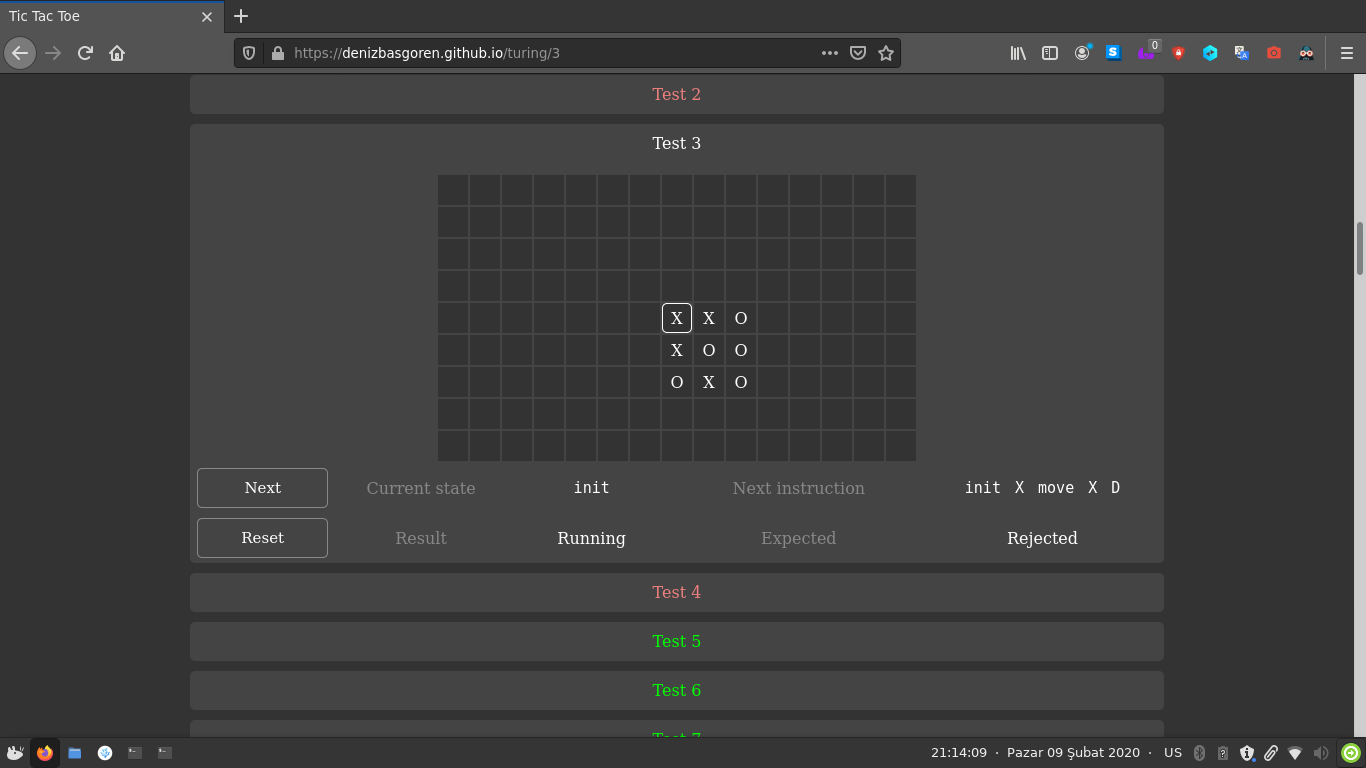 Tic Tac Toe
https://denizbasgoren.github.io/turing/3
0
Test 2
Test 3
X X O
X O O
O X O
Next Current state init Next instruction init X move X D
Reset Result Running Expected Rejected
Test 4
Test 5
Test 6
Test 7
21:14:09 · Pazar 09 Şubat 2020 · US